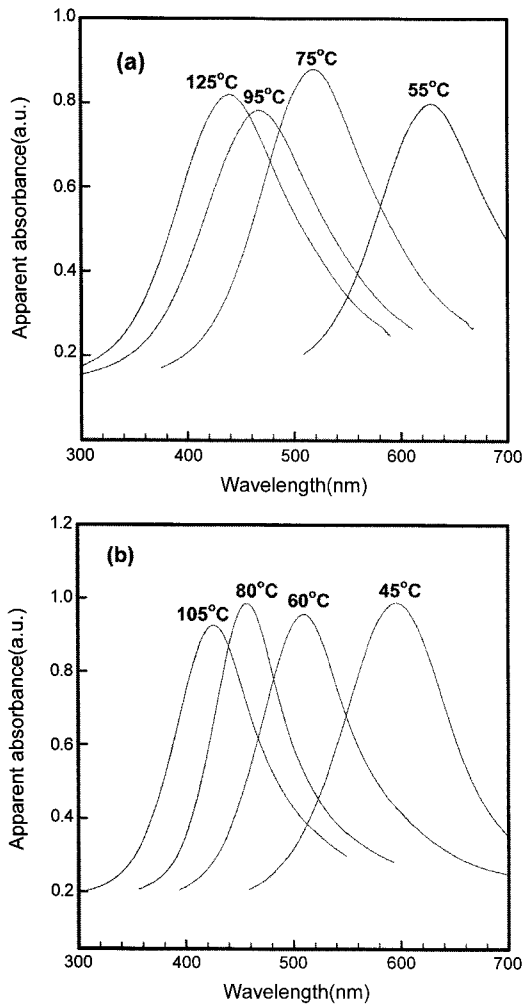 (a)
125°C
95°C
75°C
55°C
Apparent absorbance(a.u.)
1.0
0.8
0.6
0.4
0.2
300 400 500 600 700
Wavelength(nm)
(b)
105°C
80°C
60°C
45°C
Apparent absorbance(a.u.)
1.2
1.0
0.8
0.6
0.4
0.2
300 400 500 600 700
Wavelength(nm)